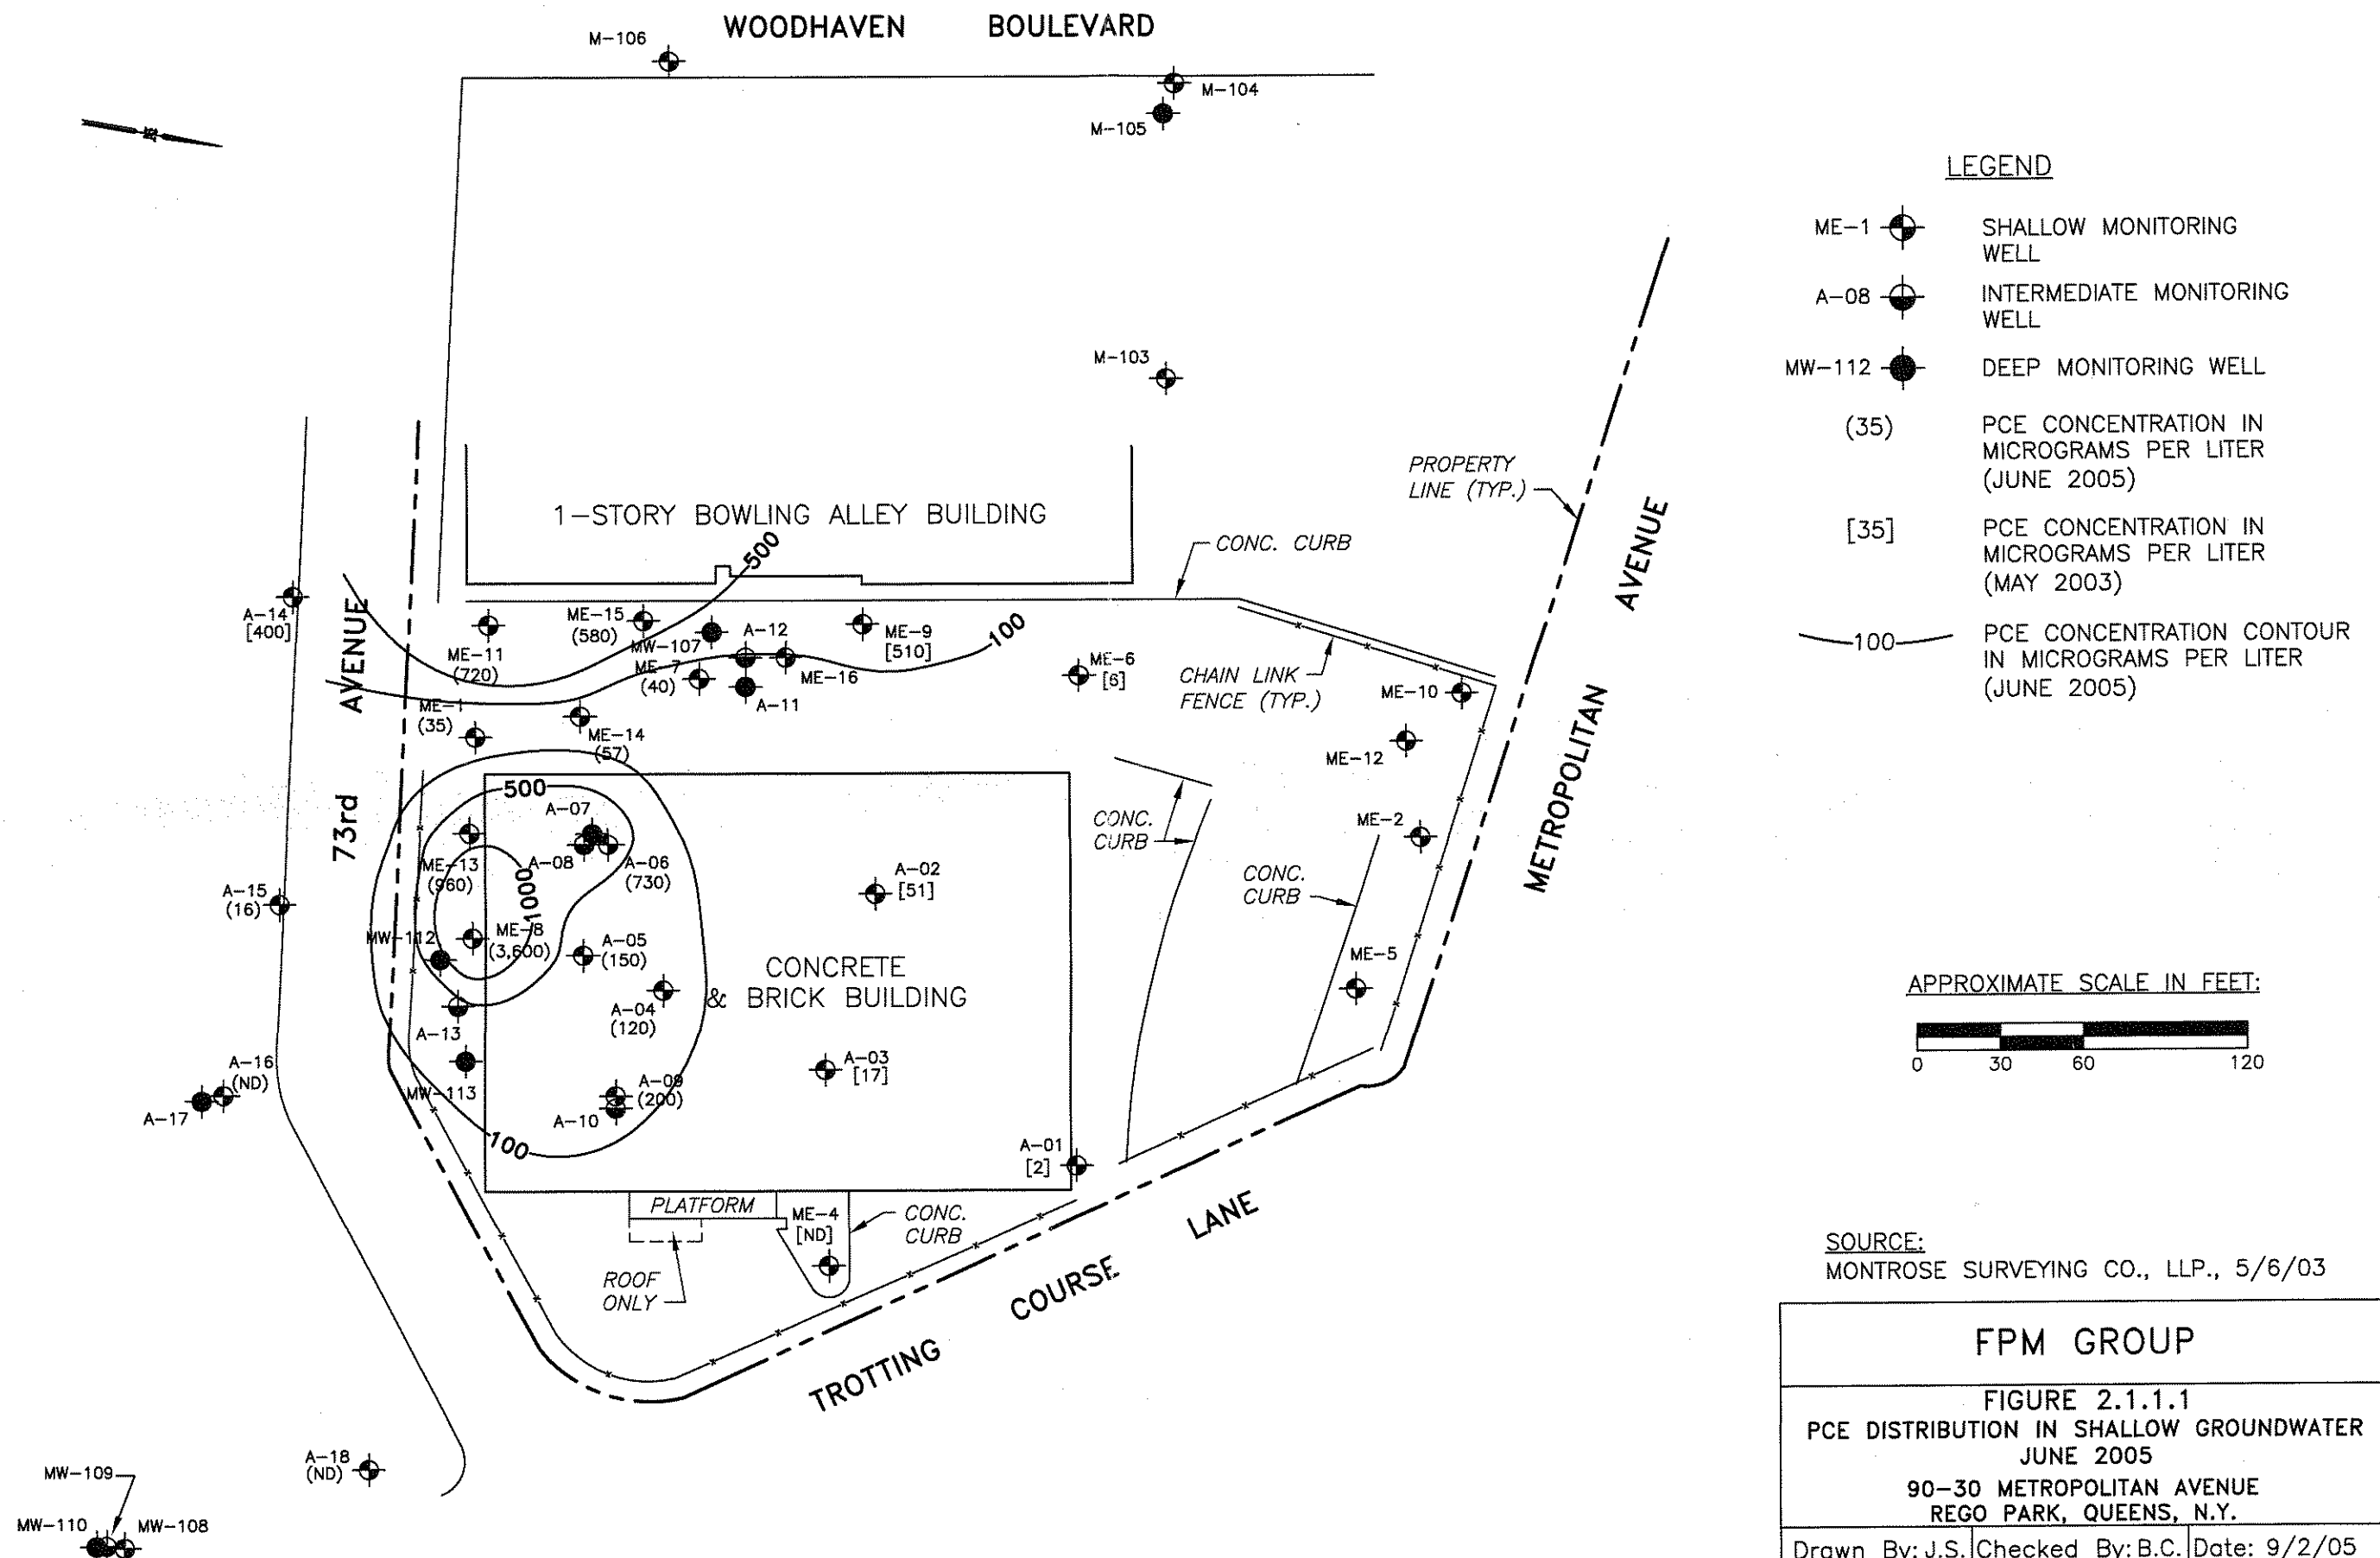 WOODHAVEN BOULEVARD
M-106
M-104
M-105
M-103
LEGEND
ME-1
SHALLOW MONITORING
WELL
A-08
INTERMEDIATE MONITORING
WELL
MW-112
DEEP MONITORING WELL
(35)
PCE CONCENTRATION IN
MICROGRAMS PER LITER
(JUNE 2005)
[35]
PCE CONCENTRATION IN
MICROGRAMS PER LITER
(MAY 2003)
100
PCE CONCENTRATION CONTOUR
IN MICROGRAMS PER LITER
(JUNE 2005)
PROPERTY
LINE (TYP.)
1-STORY BOWLING ALLEY BUILDING
500
CONC. CURB
A-14
[400]
73rd AVENUE
ME-11
(720)
ME-15
(580)
MW-107
A-12
ME-9
[510]
100
ME-7
(40)
ME-16
A-11
ME-6
[6]
CHAIN LINK
FENCE (TYP.)
ME-10
ME-12
ME-2
ME-5
METROPOLITAN AVENUE
ME-1
(35)
ME-14
(57)
500
A-07
A-08
A-06
(730)
ME-13
(960)
1000
A-02
[51]
CONC.
CURB
CONC.
CURB
A-15
(16)
MW-112
ME-8
(3,600)
A-05
(150)
A-04
(120)
CONCRETE
& BRICK BUILDING
A-13
MW-113
A-16
(ND)
A-17
A-03
[17]
A-09
(200)
A-10
100
A-01
[2]
PLATFORM
ME-4
[ND]
CONC.
CURB
ROOF
ONLY
TROTTING COURSE LANE
A-18
(ND)
MW-109
MW-110
MW-108
APPROXIMATE SCALE IN FEET:
0 30 60 120
SOURCE:
MONTROSE SURVEYING CO., LLP., 5/6/03
FPM GROUP
FIGURE 2.1.1.1
PCE DISTRIBUTION IN SHALLOW GROUNDWATER
JUNE 2005
90-30 METROPOLITAN AVENUE
REGO PARK, QUEENS, N.Y.
Drawn By: J.S. Checked By: B.C. Date: 9/2/05